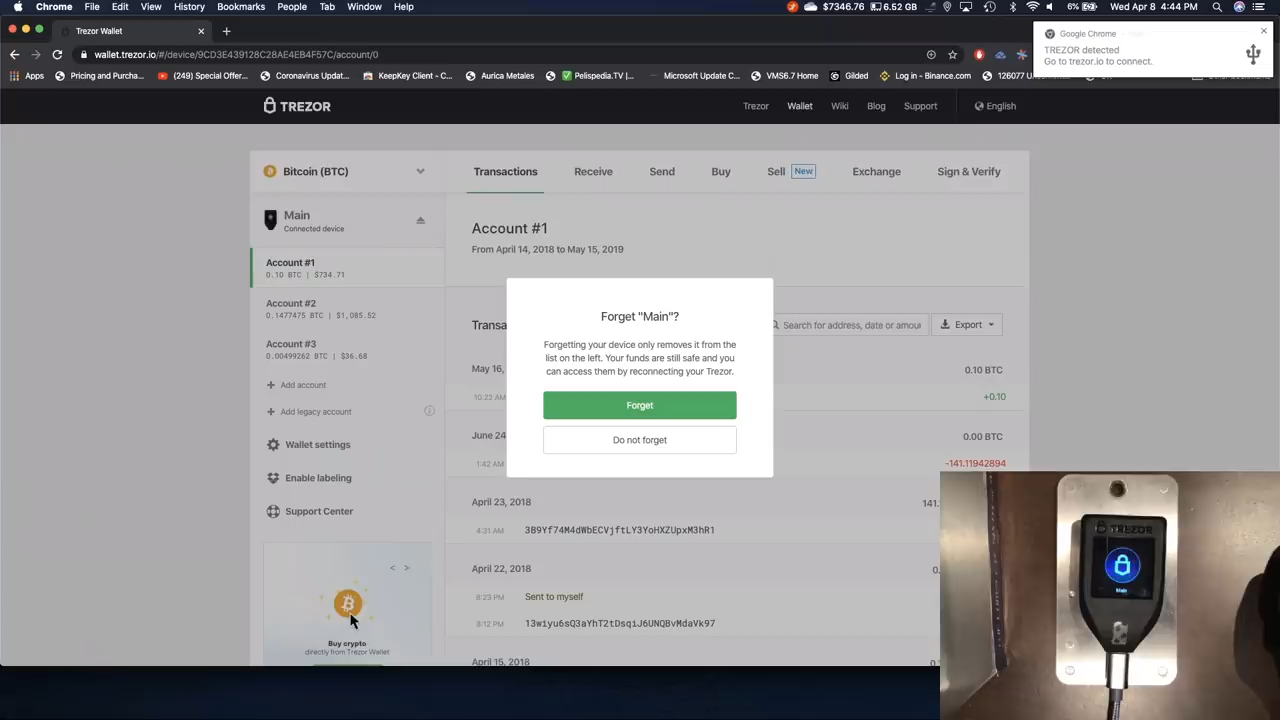 Chrome File Edit View History Bookmarks People Tab Window Help
$7346.76 6.52 GB 6% Wed Apr 8 4:44 PM
Trezor Wallet
wallet.trezor.io/#/device/9CD3E439128C28AE4EB4F57C/account/0
Google Chrome
TREZOR detected
Go to trezor.io to connect.
Apps Pricing and Purcha... (249) Special Offer... Coronavirus Updat... KeepKey Client - C... Aurica Metales Polispedia.TV |... Microsoft Update C... VMS6.7 Home Gilded Log in - Binance.com 126077 U
TREZOR
Trezor Wallet Wiki Blog Support English
Bitcoin (BTC)
Transactions Receive Send Buy Sell New Exchange Sign & Verify
Main
Connected device
Account #1
0.10 BTC | $734.71
Account #2
0.1477475 BTC | $1,085.52
Account #3
0.00499262 BTC | $36.68
Add account
Add legacy account
Wallet settings
Enable labeling
Support Center
Buy crypto
directly from Trezor Wallet
Account #1
From April 14, 2018 to May 15, 2019
Transa
Search for address, date or amou
Export
May 16,
0.10 BTC
10:22 AM
+0.10
June 24
0.00 BTC
1:42 AM
-141.11942894
April 23, 2018
141.
4:31 AM 3B9Yf74M4dWbECVjftLY3YoHXZUpxM3hR1
April 22, 2018
0.
8:23 PM Sent to myself
8:12 PM 13wiyu6sQ3aYhT2tDsqiJ6UNQBvMdaVk97
April 15, 2018
0.
Forget "Main"?
Forgetting your device only removes it from the
list on the left. Your funds are still safe and you
can access them by reconnecting your Trezor.
Forget
Do not forget
TREZOR
Main